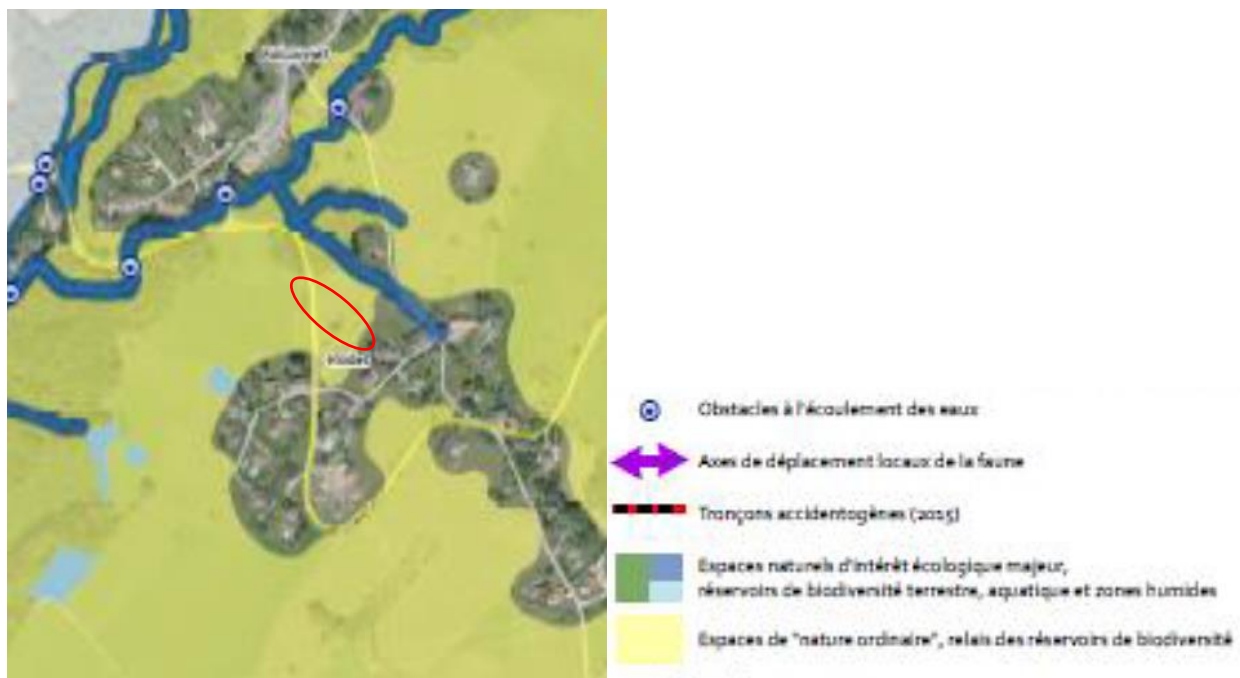 Obstacles à l'écoulement des eaux
Axes de déplacement locaux de la faune
Tronçons accidentogènes (2015)
Espaces naturels d'intérêt écologique majeur,
réservoirs de biodiversité terrestre, aquatique et zones humides
Espaces de "nature ordinaire", relais des réservoirs de biodiversité